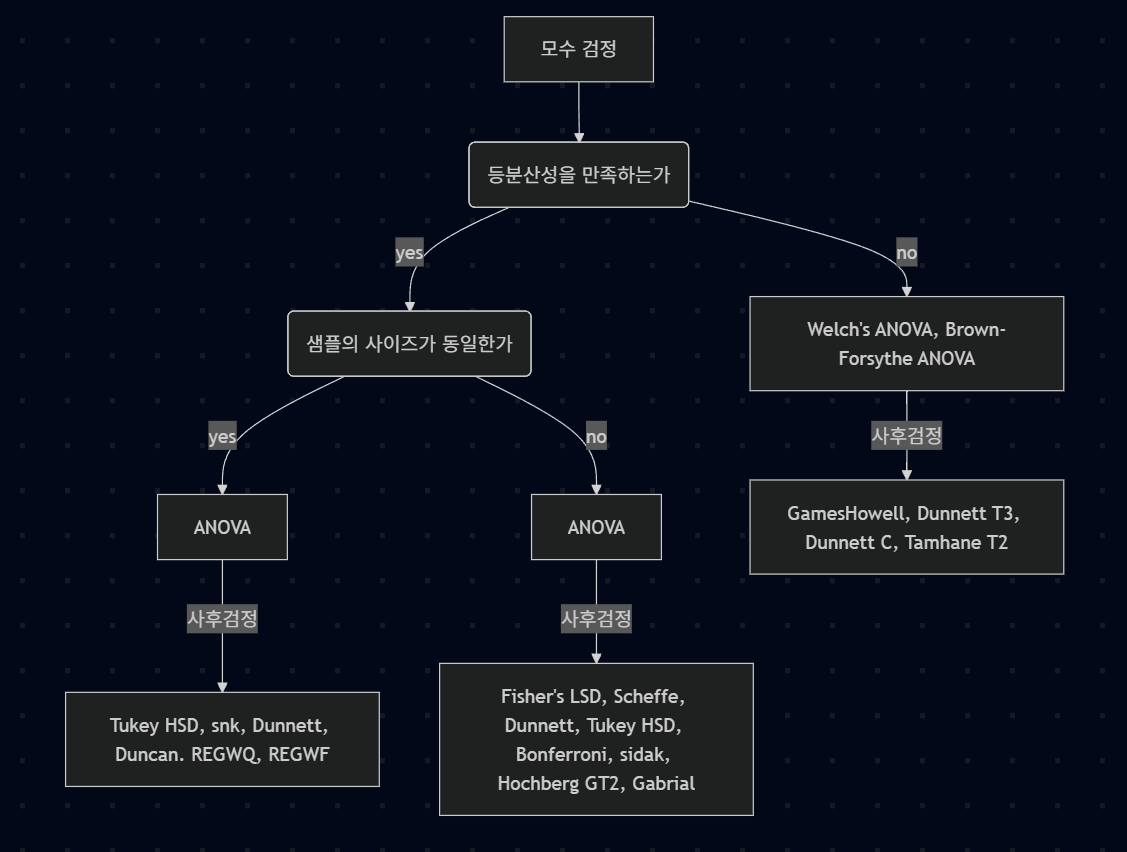 모수 검정
등분산성을 만족하는가
yes
no
샘플의 사이즈가 동일한가
Welch's ANOVA, Brown-
Forsythe ANOVA
yes
no
사후검정
ANOVA
ANOVA
GamesHowell, Dunnett T3,
Dunnett C, Tamhane T2
사후검정
사후검정
Tukey HSD, snk, Dunnett,
Duncan. REGWQ, REGWF
Fisher's LSD, Scheffe,
Dunnett, Tukey HSD,
Bonferroni, sidak,
Hochberg GT2, Gabrial